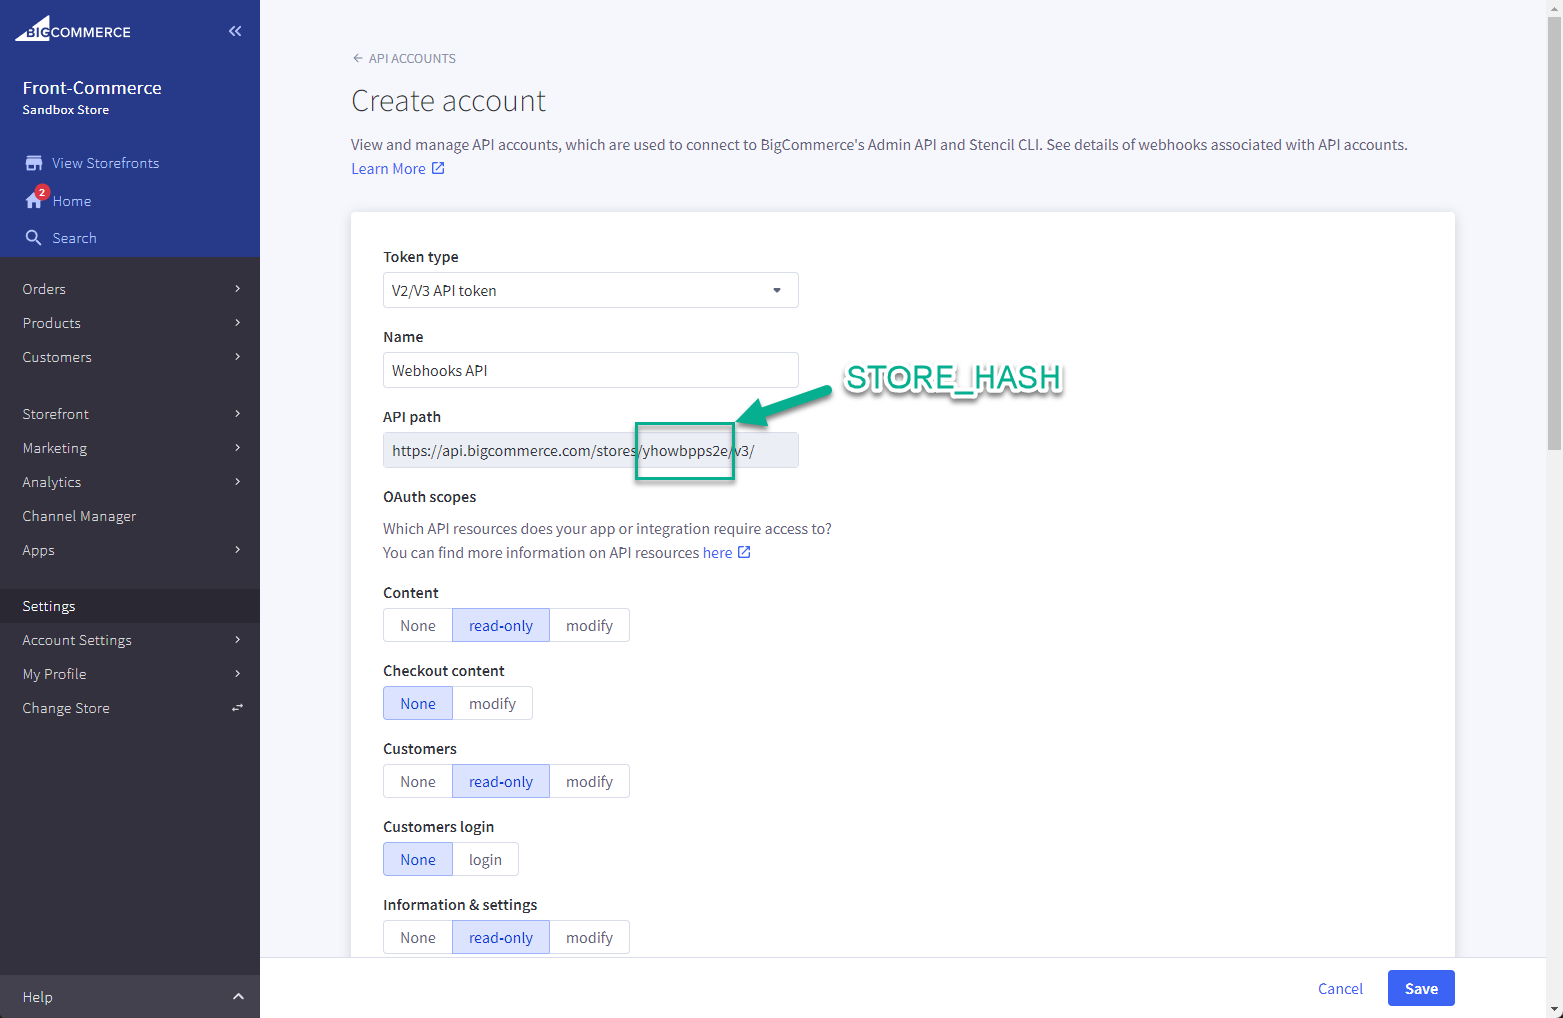 BIGCOMMERCE
Front-Commerce
Sandbox Store
View Storefronts
2
Home
Search
Orders
Products
Customers
Storefront
Marketing
Analytics
Channel Manager
Apps
Settings
Account Settings
My Profile
Change Store
Help
API ACCOUNTS
Create account
View and manage API accounts, which are used to connect to BigCommerce's Admin API and Stencil CLI. See details of webhooks associated with API accounts.
Learn More
Token type
V2/V3 API token
Name
Webhooks API
STORE_HASH
API path
https://api.bigcommerce.com/stores/yhowbpps2e/v3/
OAuth scopes
Which API resources does your app or integration require access to?
You can find more information on API resources here
Content
None read-only modify
Checkout content
None modify
Customers
None read-only modify
Customers login
None login
Information & settings
None read-only modify
Cancel Save